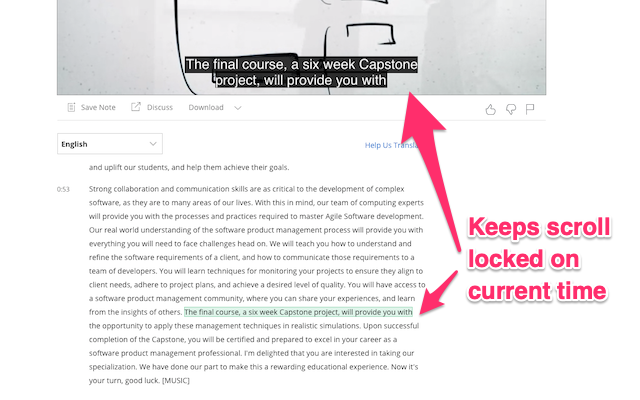 The final course, a six week Capstone
project, will provide you with
Save Note Discuss Download
English
Help Us Transla
and uplift our students, and help them achieve their goals.
0:53 Strong collaboration and communication skills are as critical to the development of complex
software, as they are to many areas of our lives. With this in mind, our team of computing experts
will provide you with the processes and practices required to master Agile Software development.
Our real world understanding of the software product management process will provide you with
everything you will need to face challenges head on. We will teach you how to understand and
refine the software requirements of a client, and how to communicate those requirements to a
team of developers. You will learn techniques for monitoring your projects to ensure they align to
client needs, adhere to project plans, and achieve a desired level of quality. You will have access to
a software product management community, where you can share your experiences, and learn
from the insights of others. The final course, a six week Capstone project, will provide you with
the opportunity to apply these management techniques in realistic simulations. Upon successful
completion of the Capstone, you will be certified and prepared to excel in your career as a
software product management professional. I'm delighted that you are interested in taking our
specialization. We have done our part to make this a rewarding educational experience. Now it's
your turn, good luck. [MUSIC]
Keeps scroll
locked on
current time